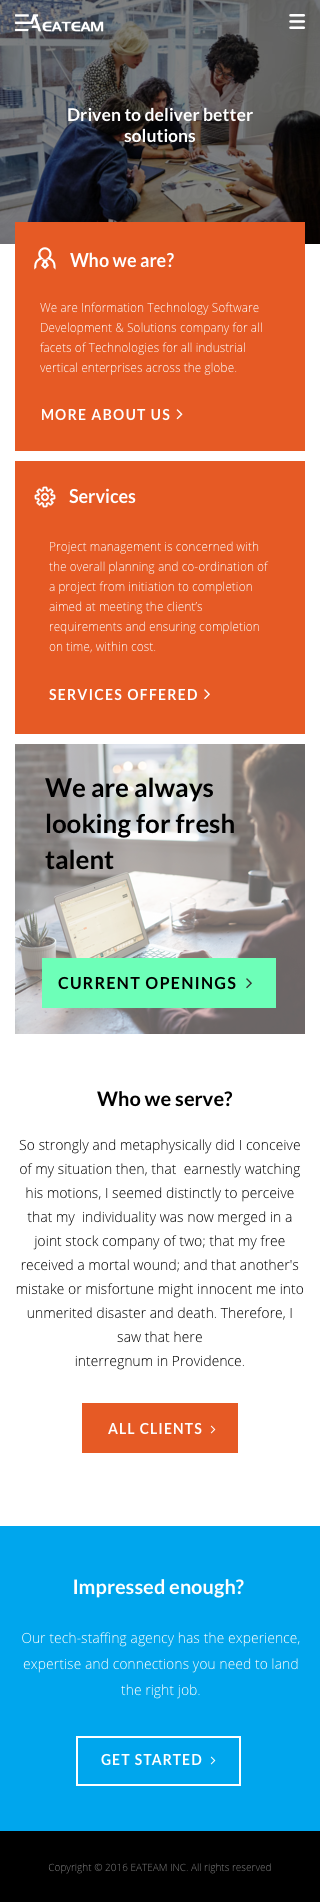 EATEAM
Driven to deliver better
solutions
Who we are?
We are Information Technology Software
Development & Solutions company for all
facets of Technologies for all industrial
vertical enterprises across the globe.
MORE ABOUT US
Services
Project management is concerned with
the overall planning and co-ordination of
a project from initiation to completion
aimed at meeting the client's
requirements and ensuring completion
on time, within cost.
SERVICES OFFERED
We are always
looking for fresh
talent
CURRENT OPENINGS
Who we serve?
So strongly and metaphysically did I conceive
of my situation then, that earnestly watching
his motions, I seemed distinctly to perceive
that my individuality was now merged in a
joint stock company of two; that my free
received a mortal wound; and that another's
mistake or misfortune might innocent me into
unmerited disaster and death. Therefore, I
saw that here
interregnum in Providence.
ALL CLIENTS
Impressed enough?
Our tech-staffing agency has the experience,
expertise and connections you need to land
the right job.
GET STARTED
Copyright © 2016 EATEAM INC. All rights reserved